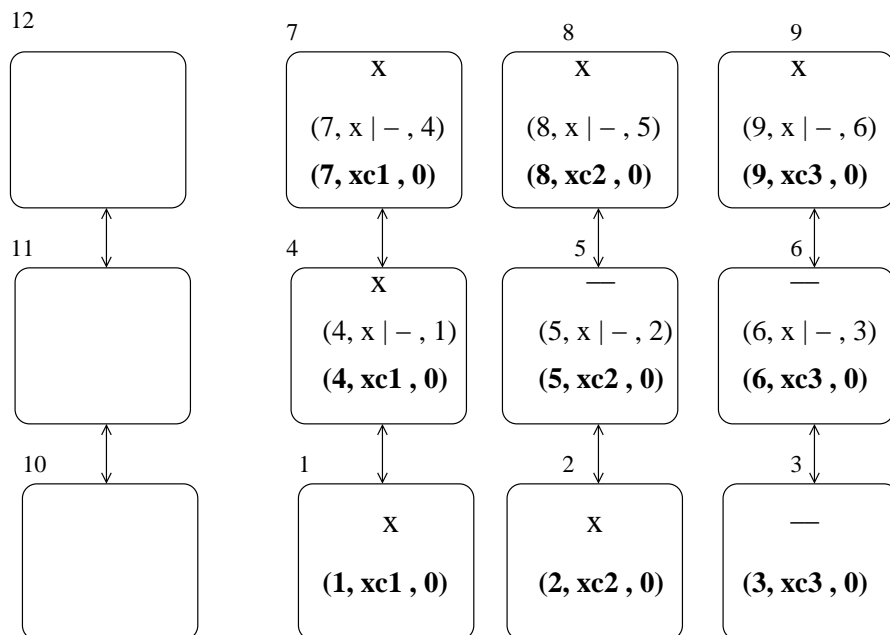 12
7 8 9
x x x
(7, x | – , 4) (8, x | – , 5) (9, x | – , 6)
(7, xc1 , 0) (8, xc2 , 0) (9, xc3 , 0)
11 4 5 6
x — —
(4, x | – , 1) (5, x | – , 2) (6, x | – , 3)
(4, xc1 , 0) (5, xc2 , 0) (6, xc3 , 0)
10 1 2 3
x x —
(1, xc1 , 0) (2, xc2 , 0) (3, xc3 , 0)